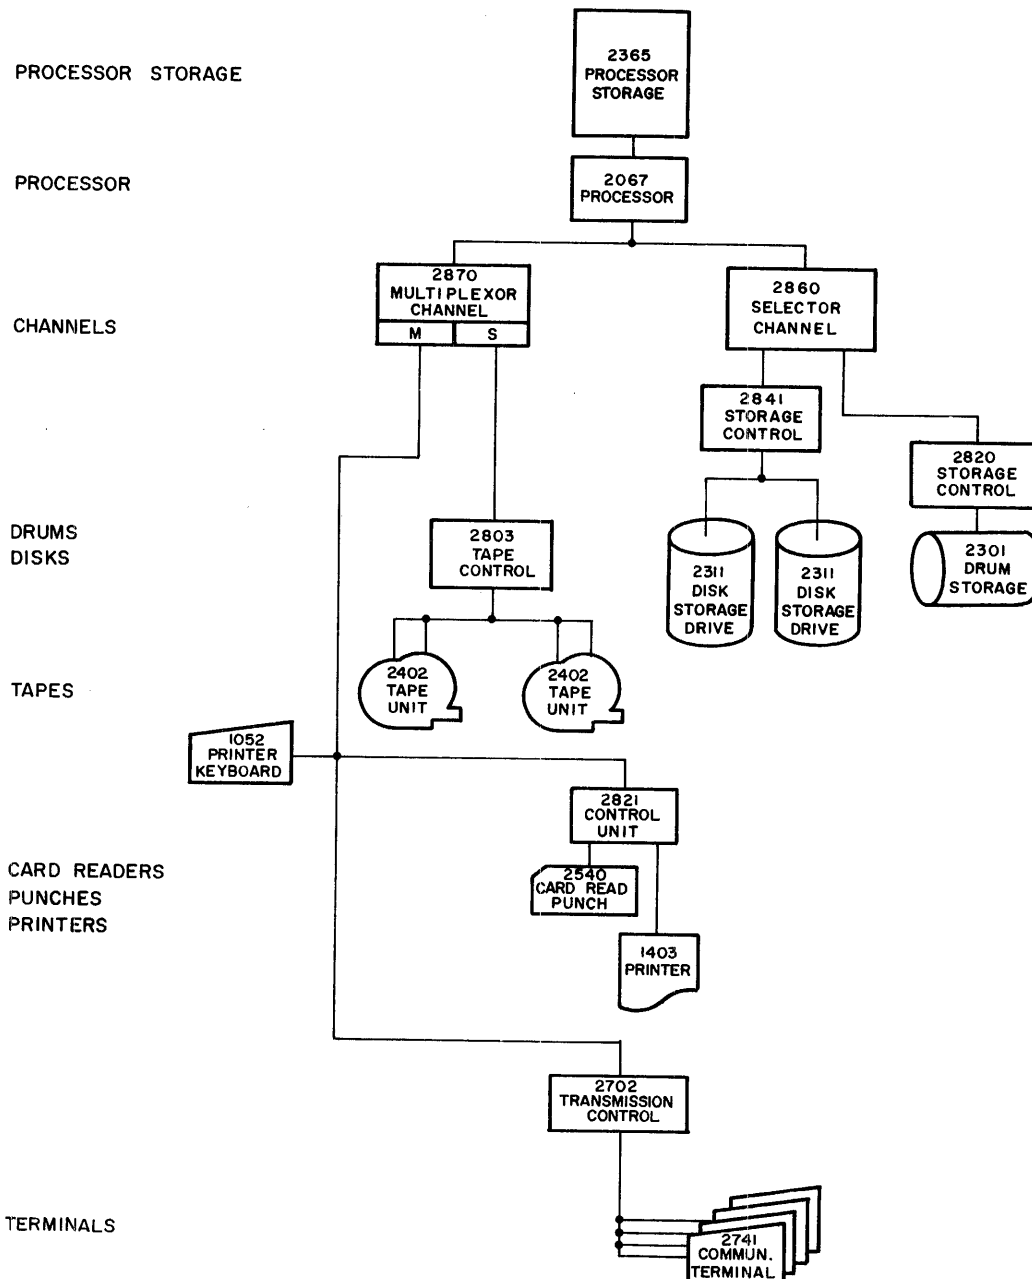 PROCESSOR STORAGE
2365
PROCESSOR
STORAGE
PROCESSOR
2067
PROCESSOR
CHANNELS
2870
MULTIPLEXOR
CHANNEL
M
S
2860
SELECTOR
CHANNEL
2841
STORAGE
CONTROL
2820
STORAGE
CONTROL
DRUMS
DISKS
2803
TAPE
CONTROL
2311
DISK
STORAGE
DRIVE
2311
DISK
STORAGE
DRIVE
2301
DRUM
STORAGE
TAPES
2402
TAPE
UNIT
2402
TAPE
UNIT
1052
PRINTER
KEYBOARD
2821
CONTROL
UNIT
CARD READERS
PUNCHES
PRINTERS
2540
CARD READ
PUNCH
1403
PRINTER
2702
TRANSMISSION
CONTROL
TERMINALS
2741
COMMUN.
TERMINAL